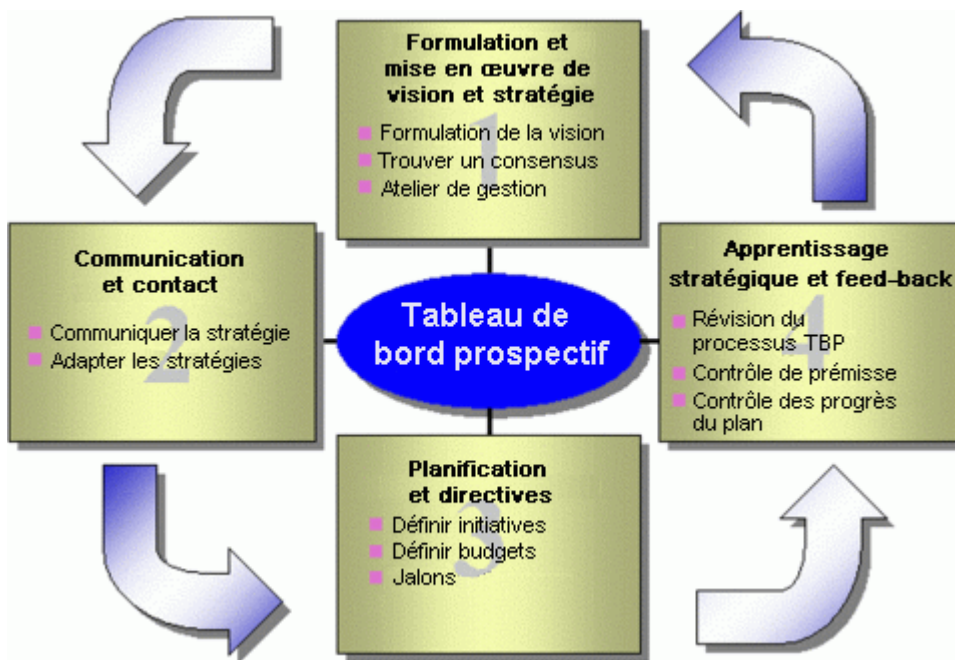 Formulation et
mise en œuvre de
vision et stratégie
1
Formulation de la vision
Trouver un consensus
Atelier de gestion
Communication
et contact
2
Communiquer la stratégie
Adapter les stratégies
Tableau de
bord prospectif
Planification
et directives
3
Définir initiatives
Définir budgets
Jalons
Apprentissage
stratégique et feed-back
4
Révision du
processus TBP
Contrôle de prémisse
Contrôle des progrès
du plan